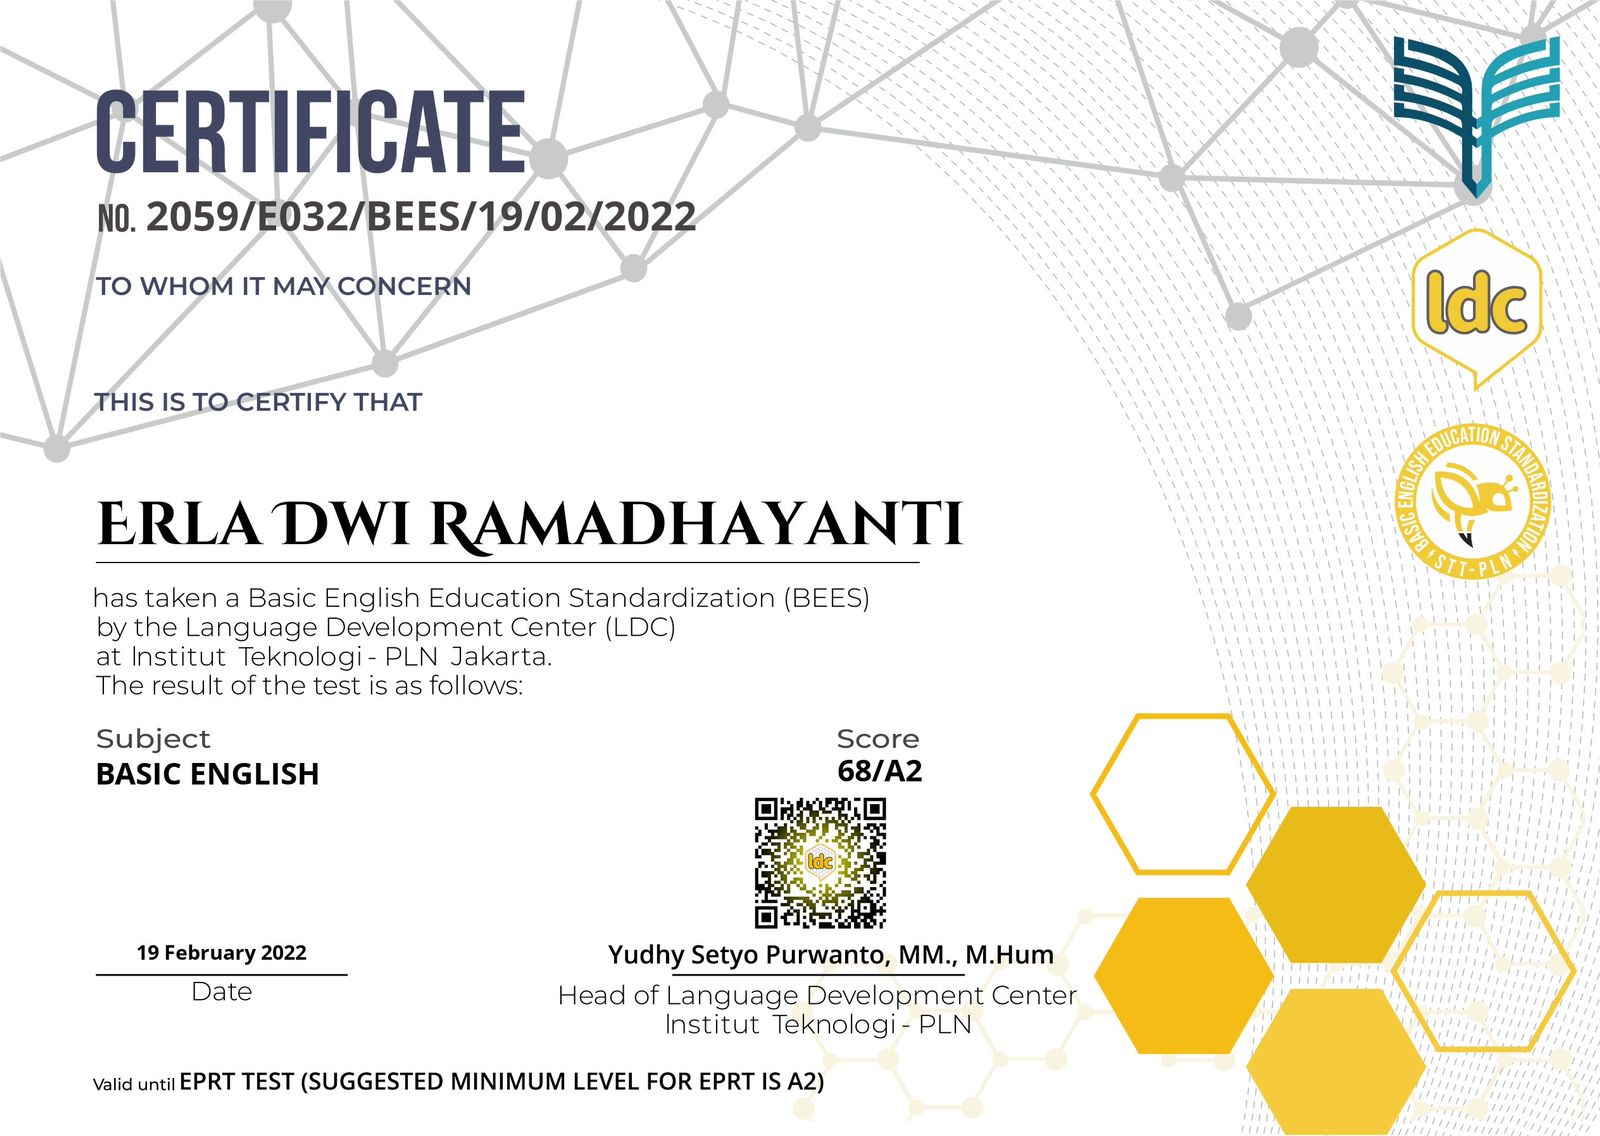 CERTIFICATE
NO. 2059/E032/BEES/19/02/2022
TO WHOM IT MAY CONCERN
THIS IS TO CERTIFY THAT
ERLA DWI RAMADHAYANTI
has taken a Basic English Education Standardization (BEES)
by the Language Development Center (LDC)
at Institut Teknologi - PLN Jakarta.
The result of the test is as follows:
Subject
BASIC ENGLISH
Score
68/A2
ldc
19 February 2022
Date
Yudhy Setyo Purwanto, MM., M.Hum
Head of Language Development Center
Institut Teknologi - PLN
Valid until EPRT TEST (SUGGESTED MINIMUM LEVEL FOR EPRT IS A2)
ldc
BASIC ENGLISH EDUCATION STANDARDIZATION
STT-PLN